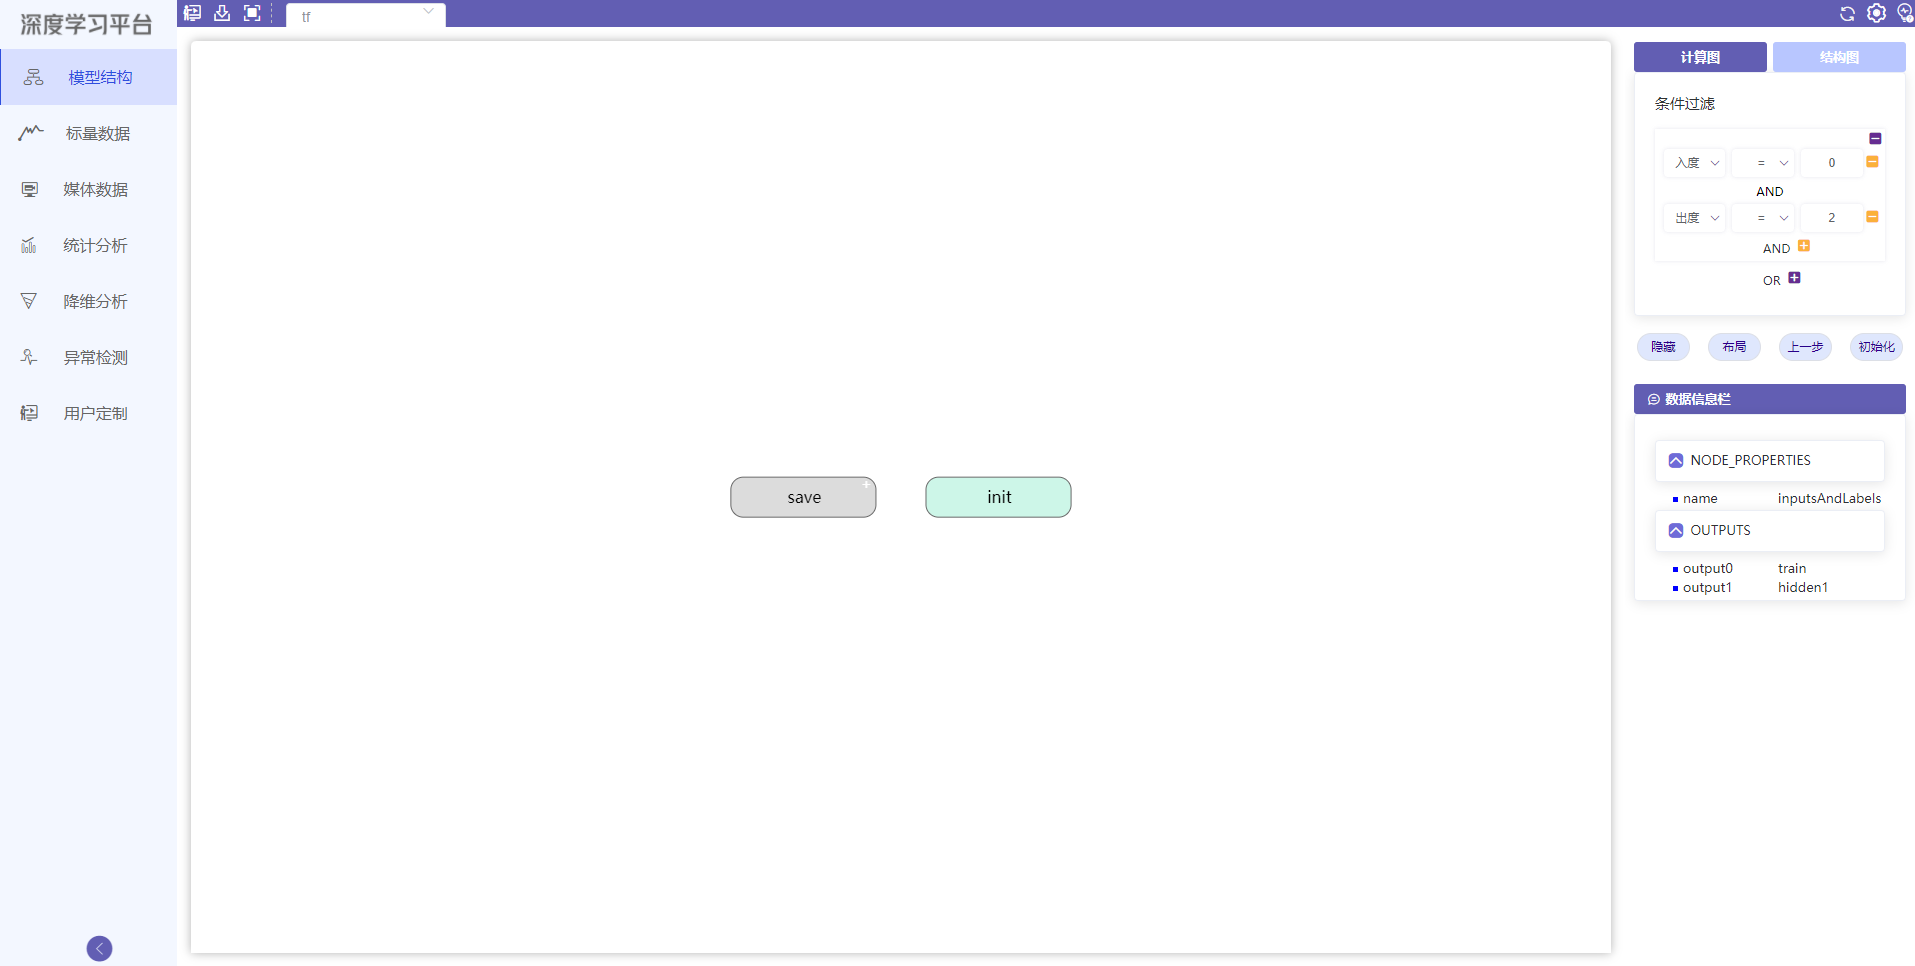 深度学习平台
模型结构
标量数据
媒体数据
统计分析
降维分析
异常检测
用户定制
tf
save +
init
计算图 结构图
条件过滤
入度 = 0
AND
出度 = 2
AND
OR
隐藏 布局 上一步 初始化
数据信息栏
NODE_PROPERTIES
name inputsAndLabels
OUTPUTS
output0 train
output1 hidden1